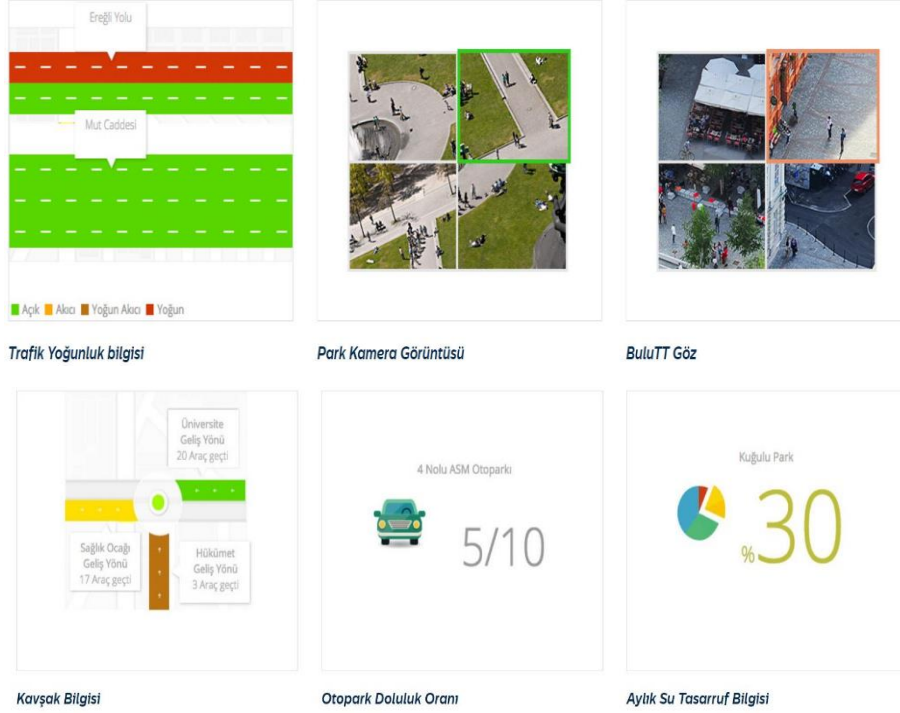 Ereğli Yolu
Mut Caddesi
Açık Akıcı Yoğun Akıcı Yoğun
Trafik Yoğunluk bilgisi
Park Kamera Görüntüsü
BuluTT Göz
Üniversite
Geliş Yönü
20 Araç geçti
Sağlık Ocağı
Geliş Yönü
17 Araç geçti
Hükümet
Geliş Yönü
3 Araç geçti
Kavşak Bilgisi
4 Nolu ASM Otoparkı
5/10
Otopark Doluluk Oranı
Kuğulu Park
%30
Aylık Su Tasarruf Bilgisi